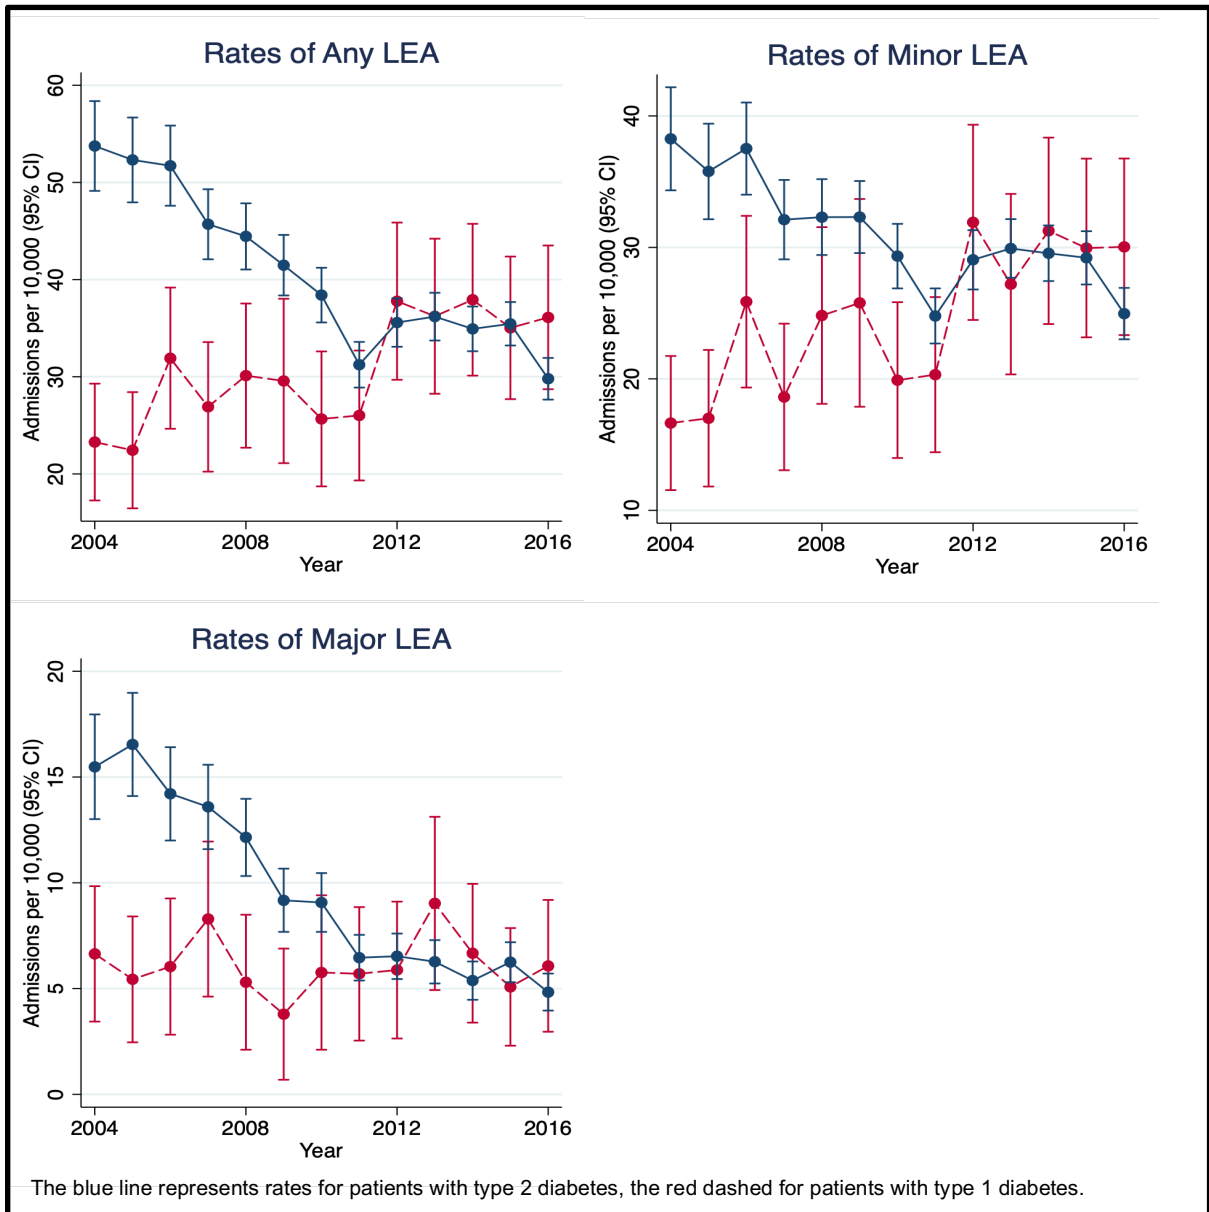 Rates of Any LEA
Admissions per 10,000 (95% CI)
60
50
40
30
20
2004 2008 2012 2016
Year
Rates of Minor LEA
Admissions per 10,000 (95% CI)
40
30
20
10
2004 2008 2012 2016
Year
Rates of Major LEA
Admissions per 10,000 (95% CI)
20
15
10
5
0
2004 2008 2012 2016
Year
The blue line represents rates for patients with type 2 diabetes, the red dashed for patients with type 1 diabetes.